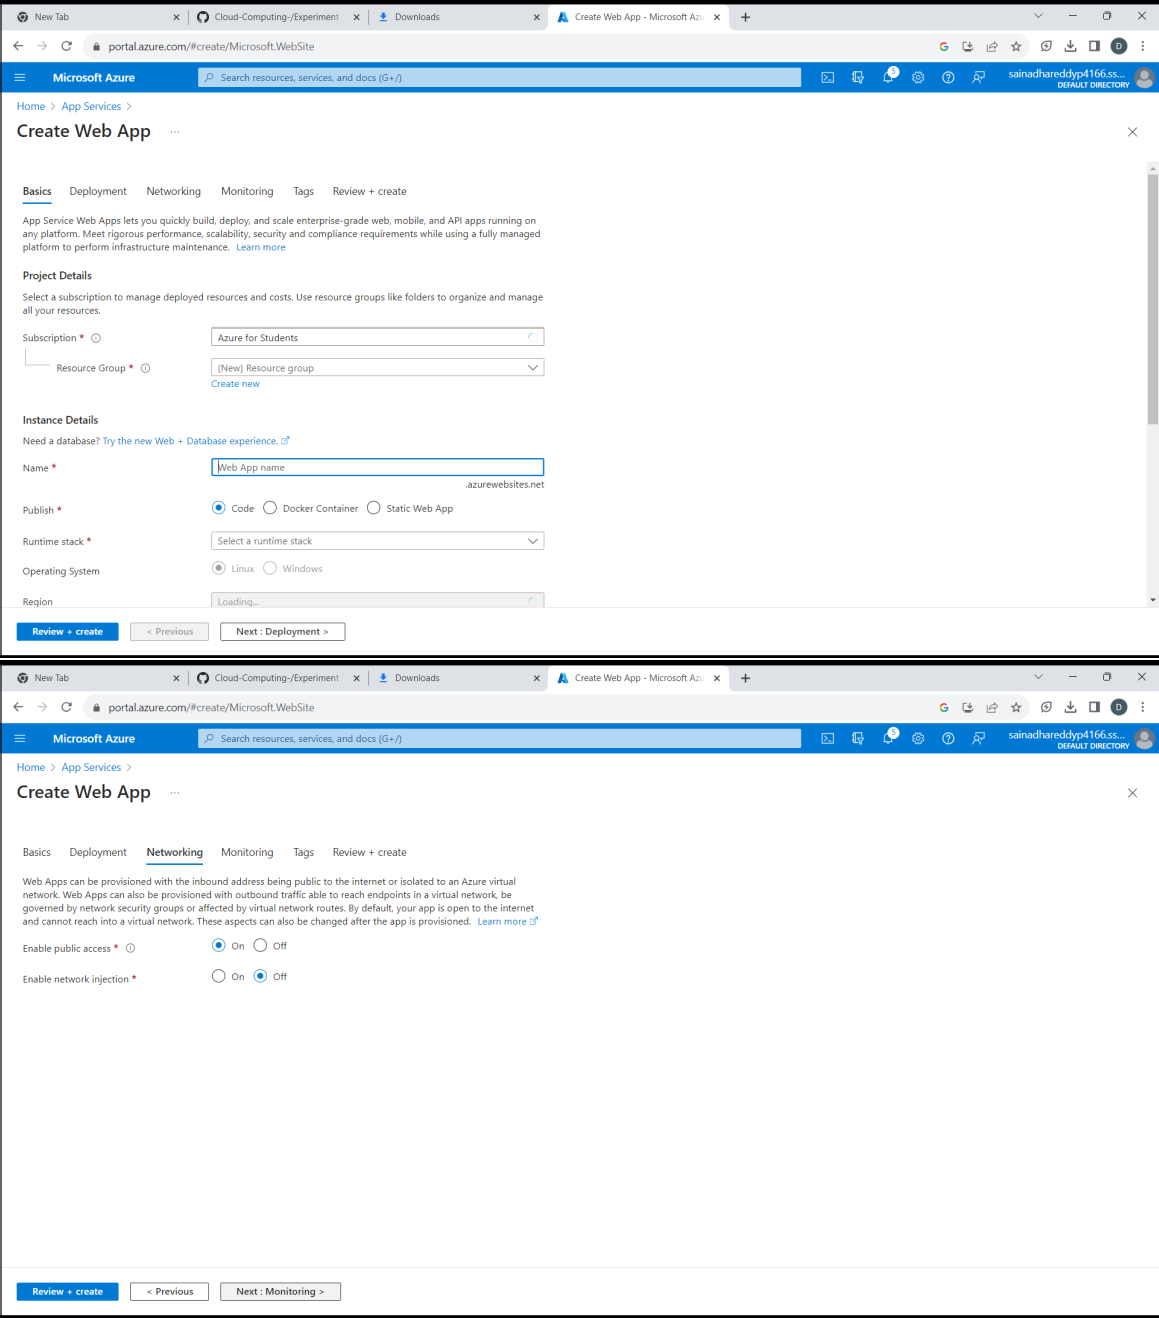 New Tab
Cloud-Computing-/Experiment
Downloads
Create Web App - Microsoft Azu
portal.azure.com/#create/Microsoft.WebSite
Microsoft Azure
Search resources, services, and docs (G+/)
5
sainadhareddyp4166.ss...
DEFAULT DIRECTORY
Home > App Services >
Create Web App ...
Basics Deployment Networking Monitoring Tags Review + create
App Service Web Apps lets you quickly build, deploy, and scale enterprise-grade web, mobile, and API apps running on
any platform. Meet rigorous performance, scalability, security and compliance requirements while using a fully managed
platform to perform infrastructure maintenance. Learn more
Project Details
Select a subscription to manage deployed resources and costs. Use resource groups like folders to organize and manage
all your resources.
Subscription *
Azure for Students
Resource Group *
(New) Resource group
Create new
Instance Details
Need a database? Try the new Web + Database experience.
Name *
Web App name
.azurewebsites.net
Publish *
Code Docker Container Static Web App
Runtime stack *
Select a runtime stack
Operating System
Linux Windows
Region
Loading...
Review + create
< Previous
Next : Deployment >
New Tab
Cloud-Computing-/Experiment
Downloads
Create Web App - Microsoft Azu
portal.azure.com/#create/Microsoft.WebSite
D
Microsoft Azure
Search resources, services, and docs (G+/)
5
sainadhareddyp4166.ss...
DEFAULT DIRECTORY
Home > App Services >
Create Web App ...
Basics Deployment Networking Monitoring Tags Review + create
Web Apps can be provisioned with the inbound address being public to the internet or isolated to an Azure virtual
network. Web Apps can also be provisioned with outbound traffic able to reach endpoints in a virtual network, be
governed by network security groups or affected by virtual network routes. By default, your app is open to the internet
and cannot reach into a virtual network. These aspects can also be changed after the app is provisioned. Learn more
Enable public access *
On Off
Enable network injection *
On Off
Review + create
< Previous
Next : Monitoring >